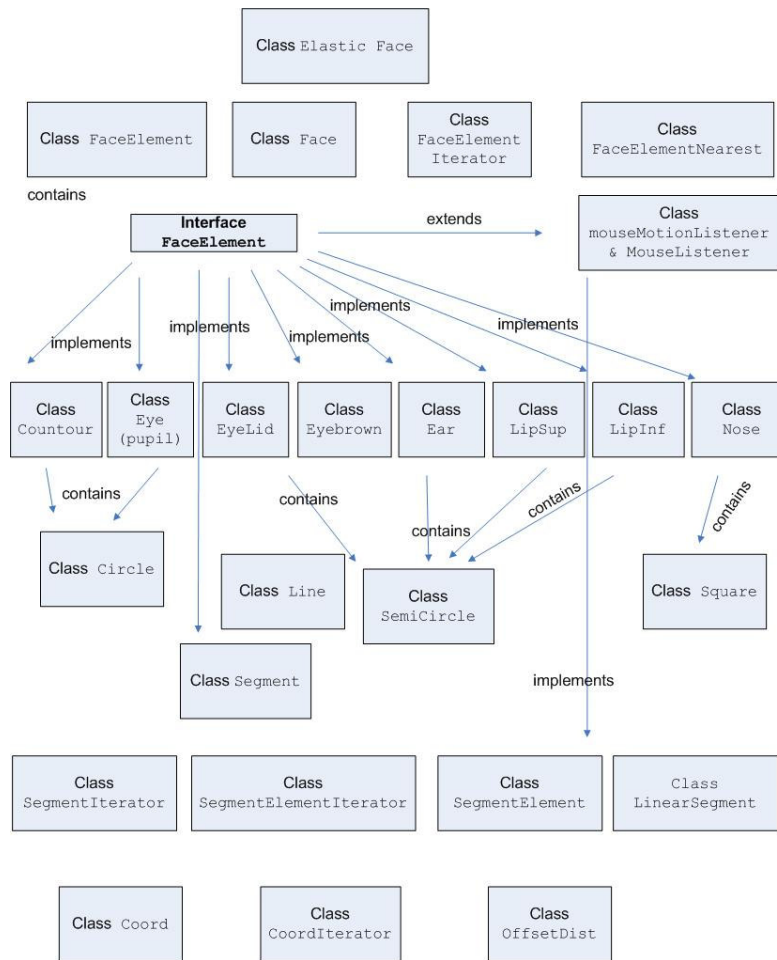 Class Elastic Face
Class FaceElement
Class Face
Class
FaceElement
Iterator
Class
FaceElementNearest
contains
Interface
FaceElement
extends
Class
mouseMotionListener
& MouseListener
implements
implements
implements
implements
implements
Class
Countour
Class
Eye
(pupil)
Class
EyeLid
Class
Eyebrown
Class
Ear
Class
LipSup
Class
LipInf
Class
Nose
contains
contains
contains
contains
contains
Class Circle
Class Line
Class
SemiCircle
Class Square
Class Segment
implements
Class
SegmentIterator
Class
SegmentElementIterator
Class
SegmentElement
Class
LinearSegment
Class Coord
Class
CoordIterator
Class
OffsetDist